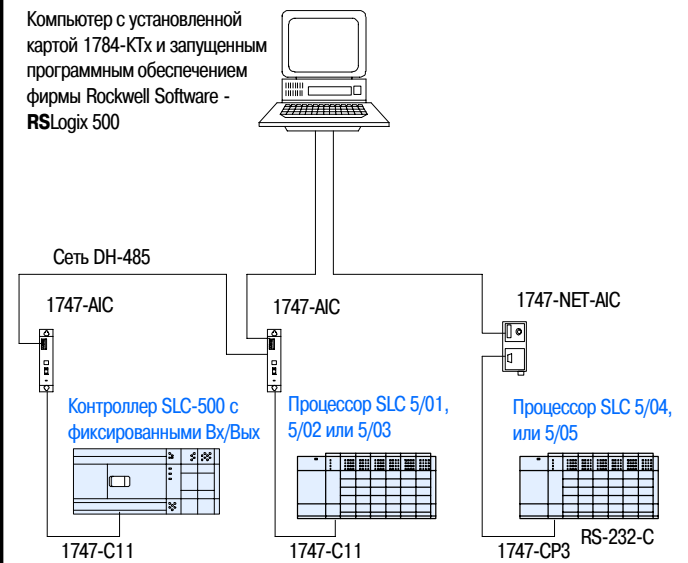 Компьютер с установленной
картой 1784-KTx и запущенным
программным обеспечением
фирмы Rockwell Software -
RSLogix 500
Сеть DH-485
1747-AIC
1747-AIC
1747-NET-AIC
Контроллер SLC-500 с
фиксированными Вх/Вых
Процессор SLC 5/01,
5/02 или 5/03
Процессор SLC 5/04,
или 5/05
1747-C11
1747-C11
1747-CP3
RS-232-C